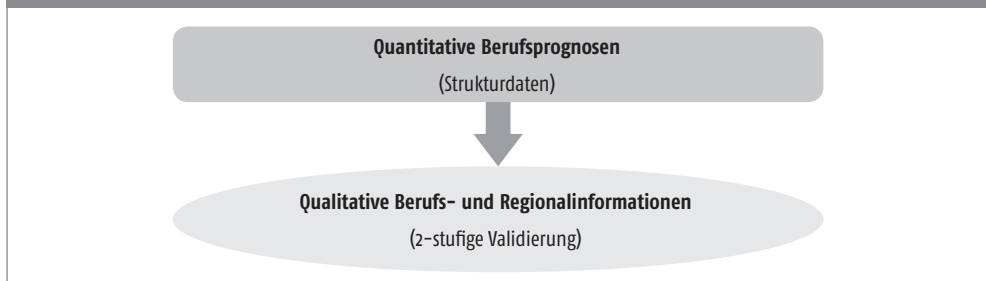 Quantitative Berufsprognosen
(Strukturdaten)
Qualitative Berufs- und Regionalinformationen
(2-stufige Validierung)